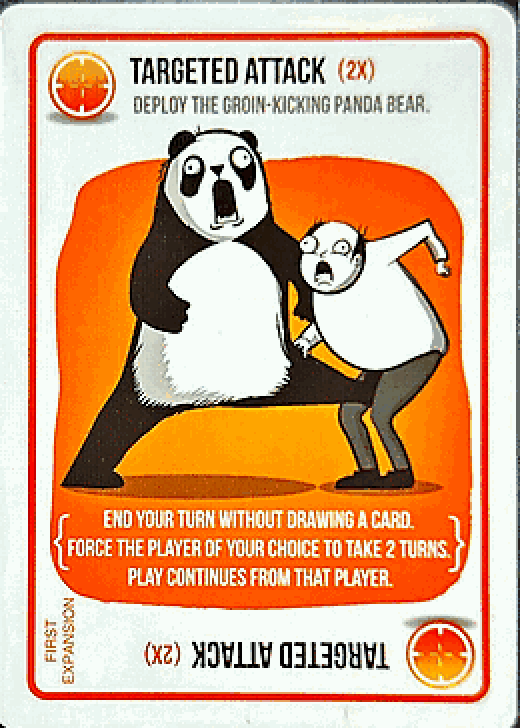 TARGETED ATTACK (2X)
DEPLOY THE GROIN-KICKING PANDA BEAR.
END YOUR TURN WITHOUT DRAWING A CARD.
FORCE THE PLAYER OF YOUR CHOICE TO TAKE 2 TURNS.
PLAY CONTINUES FROM THAT PLAYER.
FIRST
EXPANSION
TARGETED ATTACK (2X)